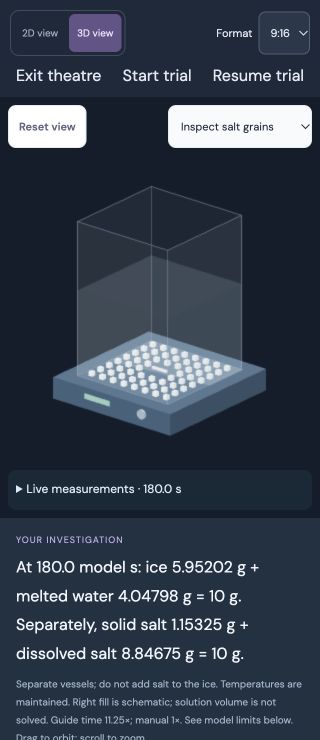 2D view 3D view Format 9:16
Exit theatre Start trial Resume trial
Reset view Inspect salt grains
Live measurements · 180.0 s
YOUR INVESTIGATION
At 180.0 model s: ice 5.95202 g +
melted water 4.04798 g = 10 g.
Separately, solid salt 1.15325 g +
dissolved salt 8.84675 g = 10 g.
Separate vessels; do not add salt to the ice. Temperatures are
maintained. Right fill is schematic; solution volume is not
solved. Guide time 11.25×; manual 1×. See model limits below.
Drag to orbit; scroll to zoom